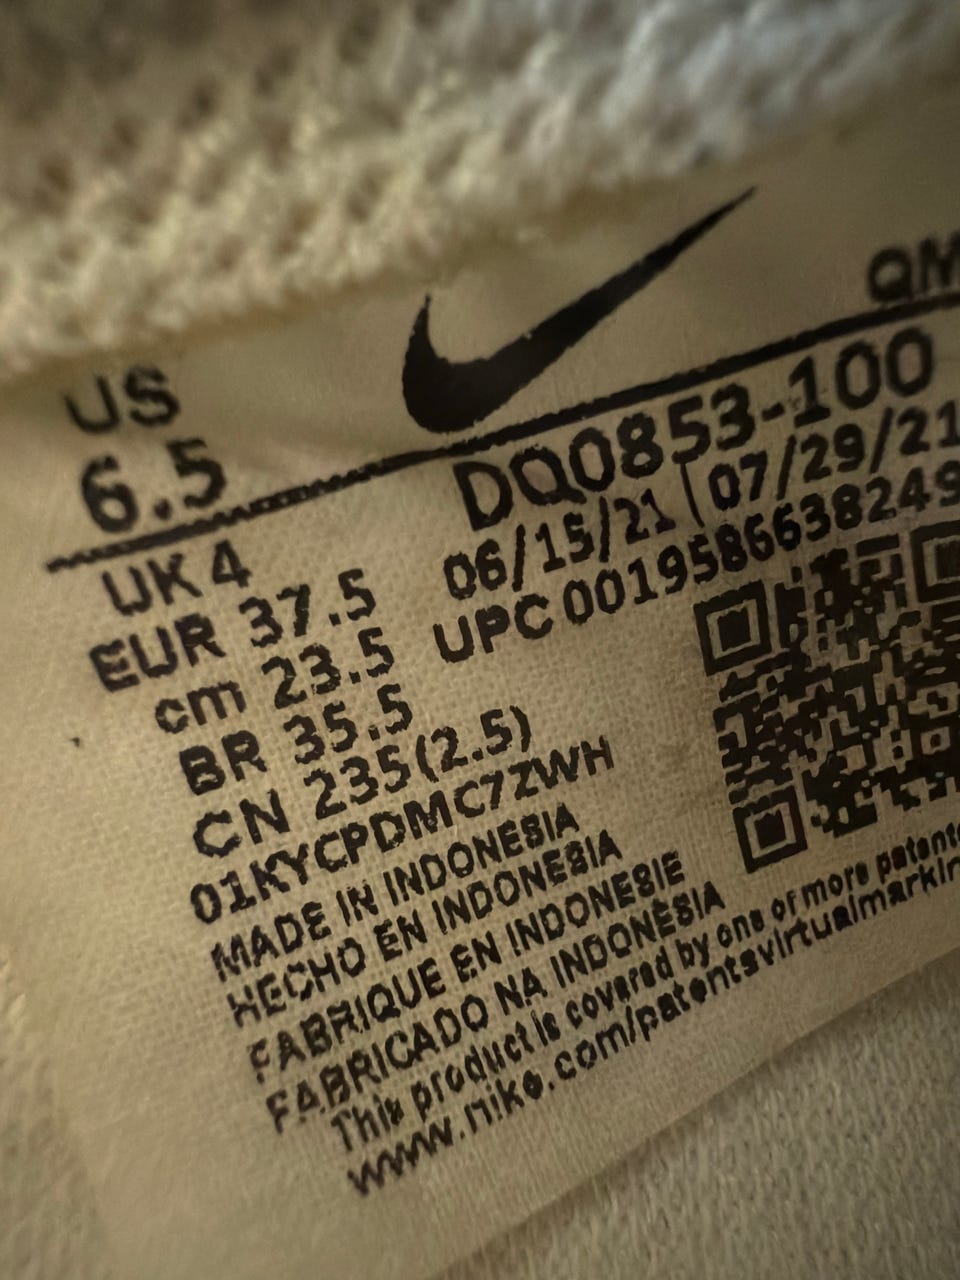 QM
US
6.5
DQ0853-100
06/15/21 07/29/21
UPC 0019586638249
UK 4
EUR 37.5
cm 23.5
BR 35.5
CN 235(2.5)
01KYCPDMC7ZWH
MADE IN INDONESIA
HECHO EN INDONESIA
FABRIQUE EN INDONESIE
FABRICADO NA INDONÉSIA
This product is covered by one or more patents
www.nike.com/patentsvirtualmarkin